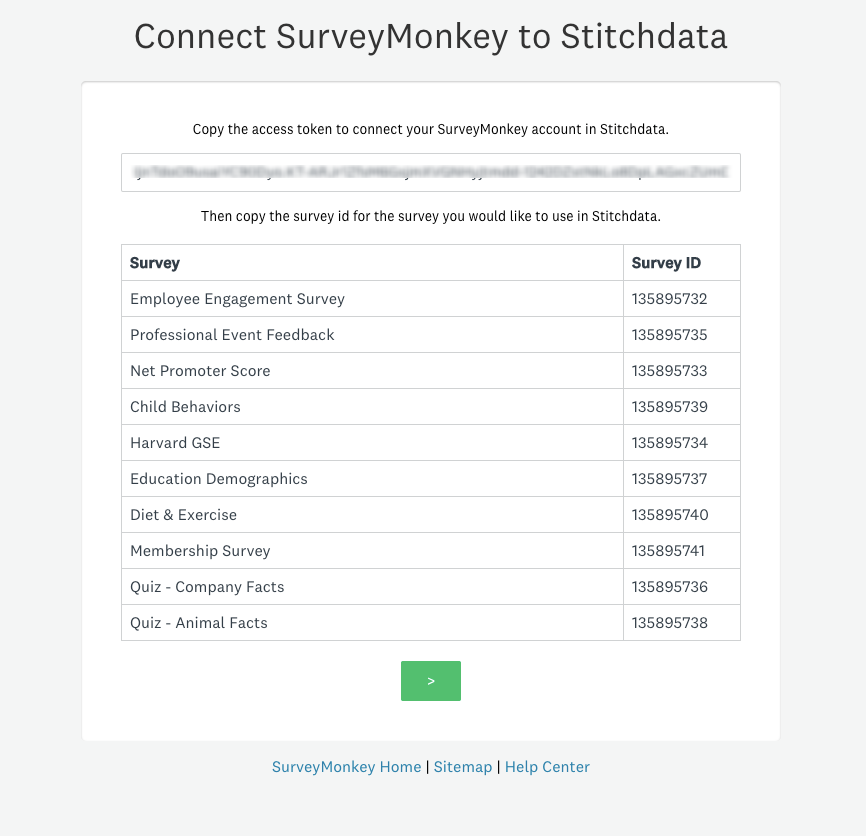 Connect SurveyMonkey to Stitchdata
Copy the access token to connect your SurveyMonkey account in Stitchdata.
Then copy the survey id for the survey you would like to use in Stitchdata.
Survey Survey ID
Employee Engagement Survey 135895732
Professional Event Feedback 135895735
Net Promoter Score 135895733
Child Behaviors 135895739
Harvard GSE 135895734
Education Demographics 135895737
Diet & Exercise 135895740
Membership Survey 135895741
Quiz - Company Facts 135895736
Quiz - Animal Facts 135895738
>
SurveyMonkey Home | Sitemap | Help Center